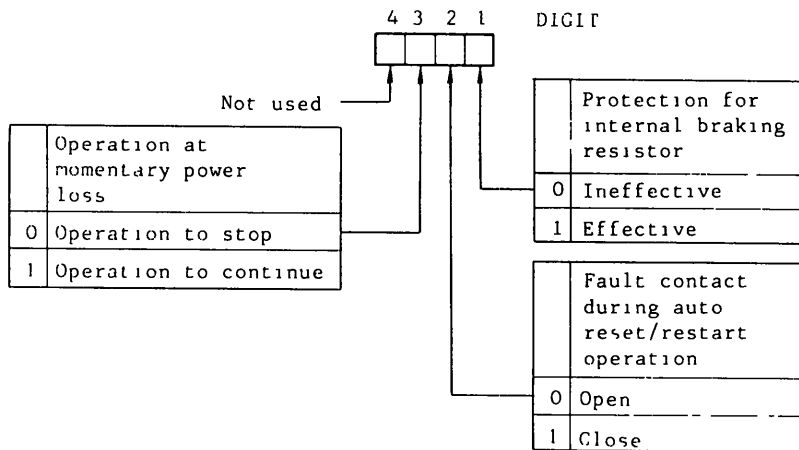 4 3 2 1 DIGIT
Not used
Operation at
momentary power
loss
0 Operation to stop
1 Operation to continue
Protection for
internal braking
resistor
0 Ineffective
1 Effective
Fault contact
during auto
reset/restart
operation
0 Open
1 Close